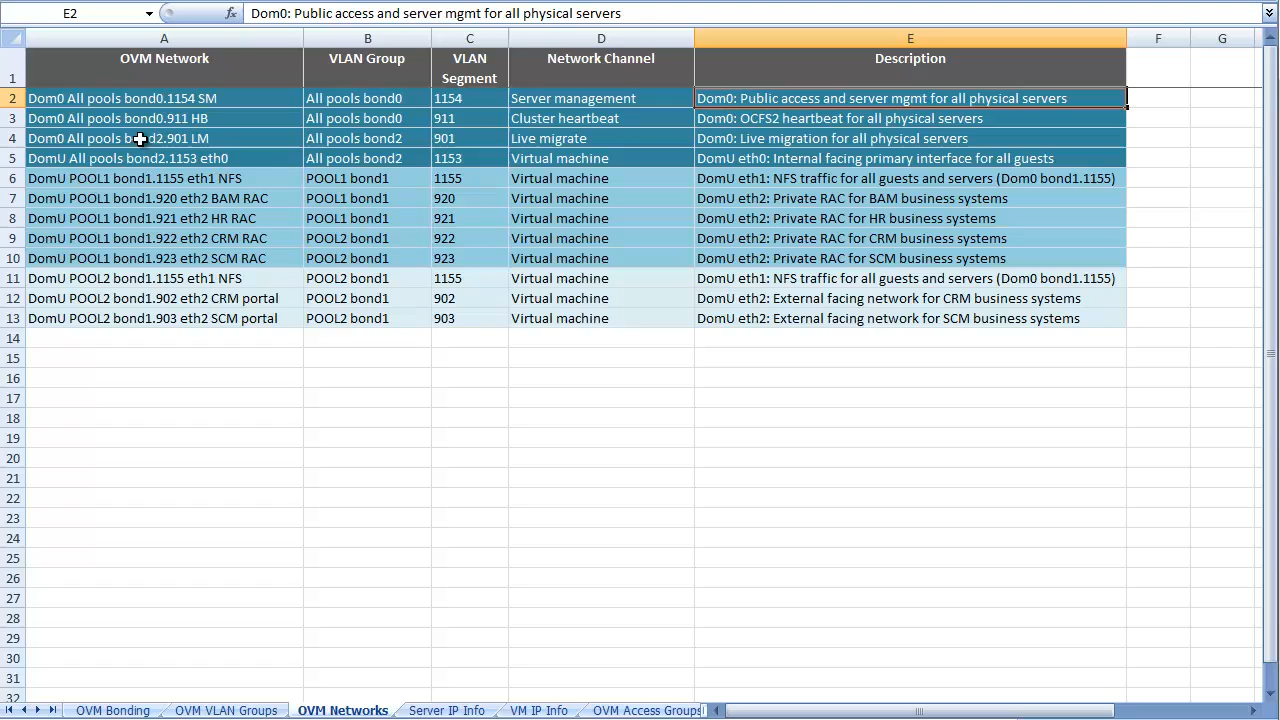 E2 fx Dom0: Public access and server mgmt for all physical servers
A B C D E F G
1 OVM Network VLAN Group VLAN Segment Network Channel Description
2 Dom0 All pools bond0.1154 SM All pools bond0 1154 Server management Dom0: Public access and server mgmt for all physical servers
3 Dom0 All pools bond0.911 HB All pools bond0 911 Cluster heartbeat Dom0: OCFS2 heartbeat for all physical servers
4 Dom0 All pools bond2.901 LM All pools bond2 901 Live migrate Dom0: Live migration for all physical servers
5 DomU All pools bond2.1153 eth0 All pools bond2 1153 Virtual machine DomU eth0: Internal facing primary interface for all guests
6 DomU POOL1 bond1.1155 eth1 NFS POOL1 bond1 1155 Virtual machine DomU eth1: NFS traffic for all guests and servers (Dom0 bond1.1155)
7 DomU POOL1 bond1.920 eth2 BAM RAC POOL1 bond1 920 Virtual machine DomU eth2: Private RAC for BAM business systems
8 DomU POOL1 bond1.921 eth2 HR RAC POOL1 bond1 921 Virtual machine DomU eth2: Private RAC for HR business systems
9 DomU POOL1 bond1.922 eth2 CRM RAC POOL2 bond1 922 Virtual machine DomU eth2: Private RAC for CRM business systems
10 DomU POOL1 bond1.923 eth2 SCM RAC POOL2 bond1 923 Virtual machine DomU eth2: Private RAC for SCM business systems
11 DomU POOL2 bond1.1155 eth1 NFS POOL2 bond1 1155 Virtual machine DomU eth1: NFS traffic for all guests and servers (Dom0 bond1.1155)
12 DomU POOL2 bond1.902 eth2 CRM portal POOL2 bond1 902 Virtual machine DomU eth2: External facing network for CRM business systems
13 DomU POOL2 bond1.903 eth2 SCM portal POOL2 bond1 903 Virtual machine DomU eth2: External facing network for SCM business systems
14
15
16
17
18
19
20
21
22
23
24
25
26
27
28
29
30
31
32
OVM Bonding OVM VLAN Groups OVM Networks Server IP Info VM IP Info OVM Access Groups